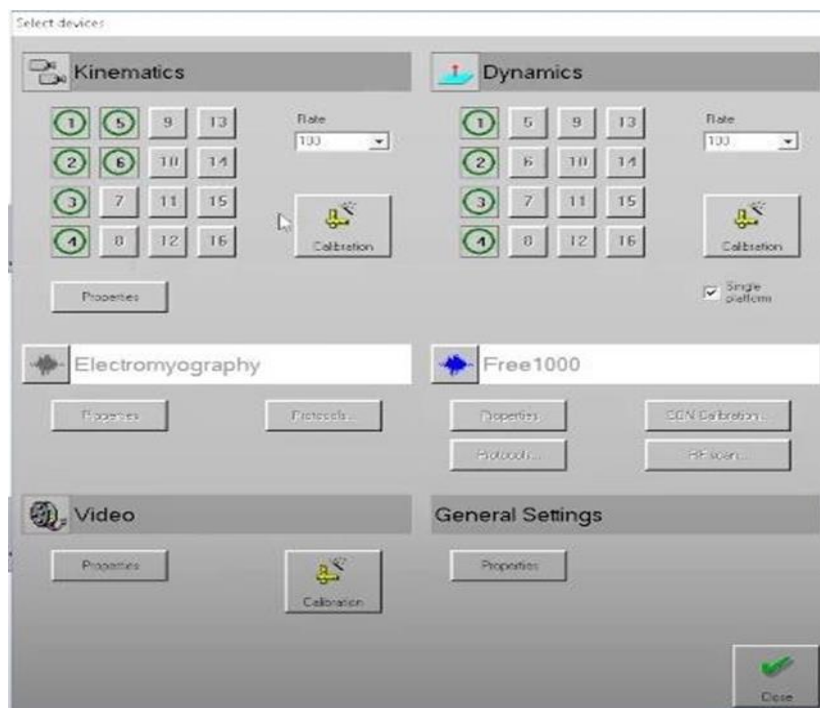 Select devices
Kinematics
1 5 9 13
2 6 10 14
3 7 11 15
4 8 12 16
Rate
100
Calibration
Properties
Dynamics
1 5 9 13
2 6 10 14
3 7 11 15
4 8 12 16
Rate
100
Calibration
Single
platform
Electromyography
Properties
Protocols...
Free1000
Properties
Protocols...
RF scan...
Video
Properties
Calibration
General Settings
Properties
Close